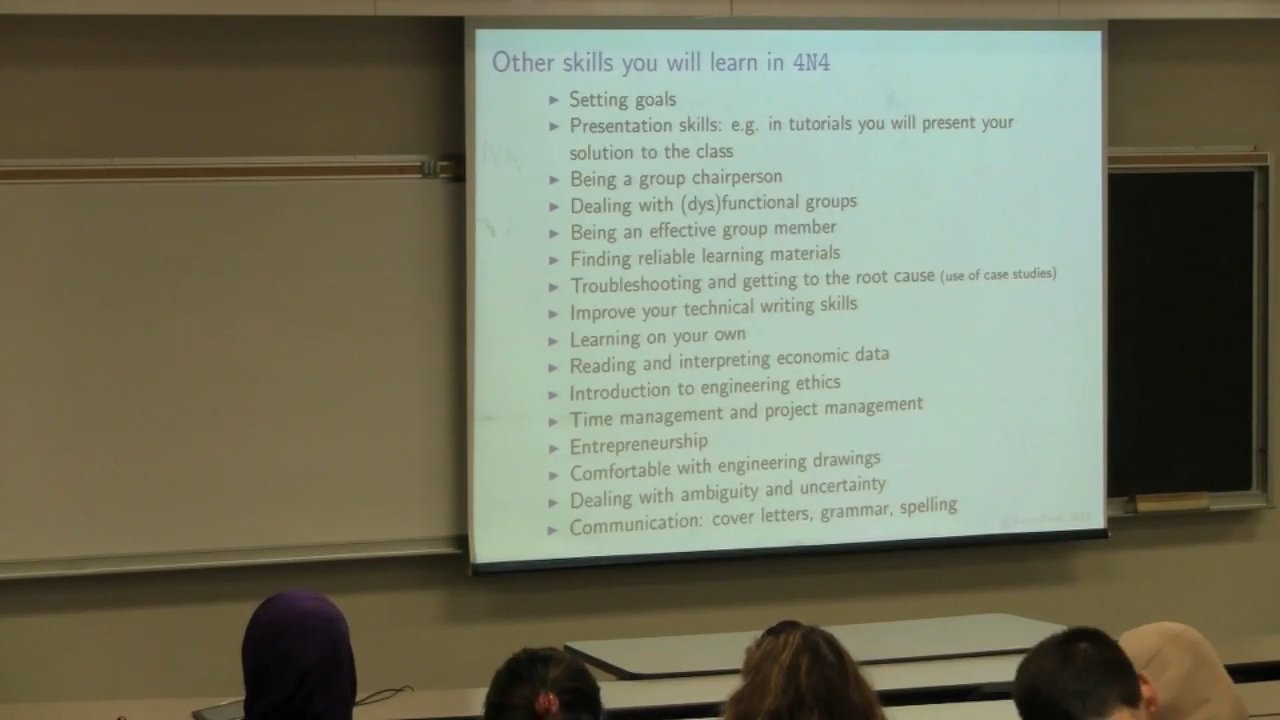 Other skills you will learn in 4N4
► Setting goals
► Presentation skills: e.g. in tutorials you will present your
solution to the class
► Being a group chairperson
► Dealing with (dys)functional groups
► Being an effective group member
► Finding reliable learning materials
► Troubleshooting and getting to the root cause (use of case studies)
► Improve your technical writing skills
► Learning on your own
► Reading and interpreting economic data
► Introduction to engineering ethics
► Time management and project management
► Entrepreneurship
► Comfortable with engineering drawings
► Dealing with ambiguity and uncertainty
► Communication: cover letters, grammar, spelling